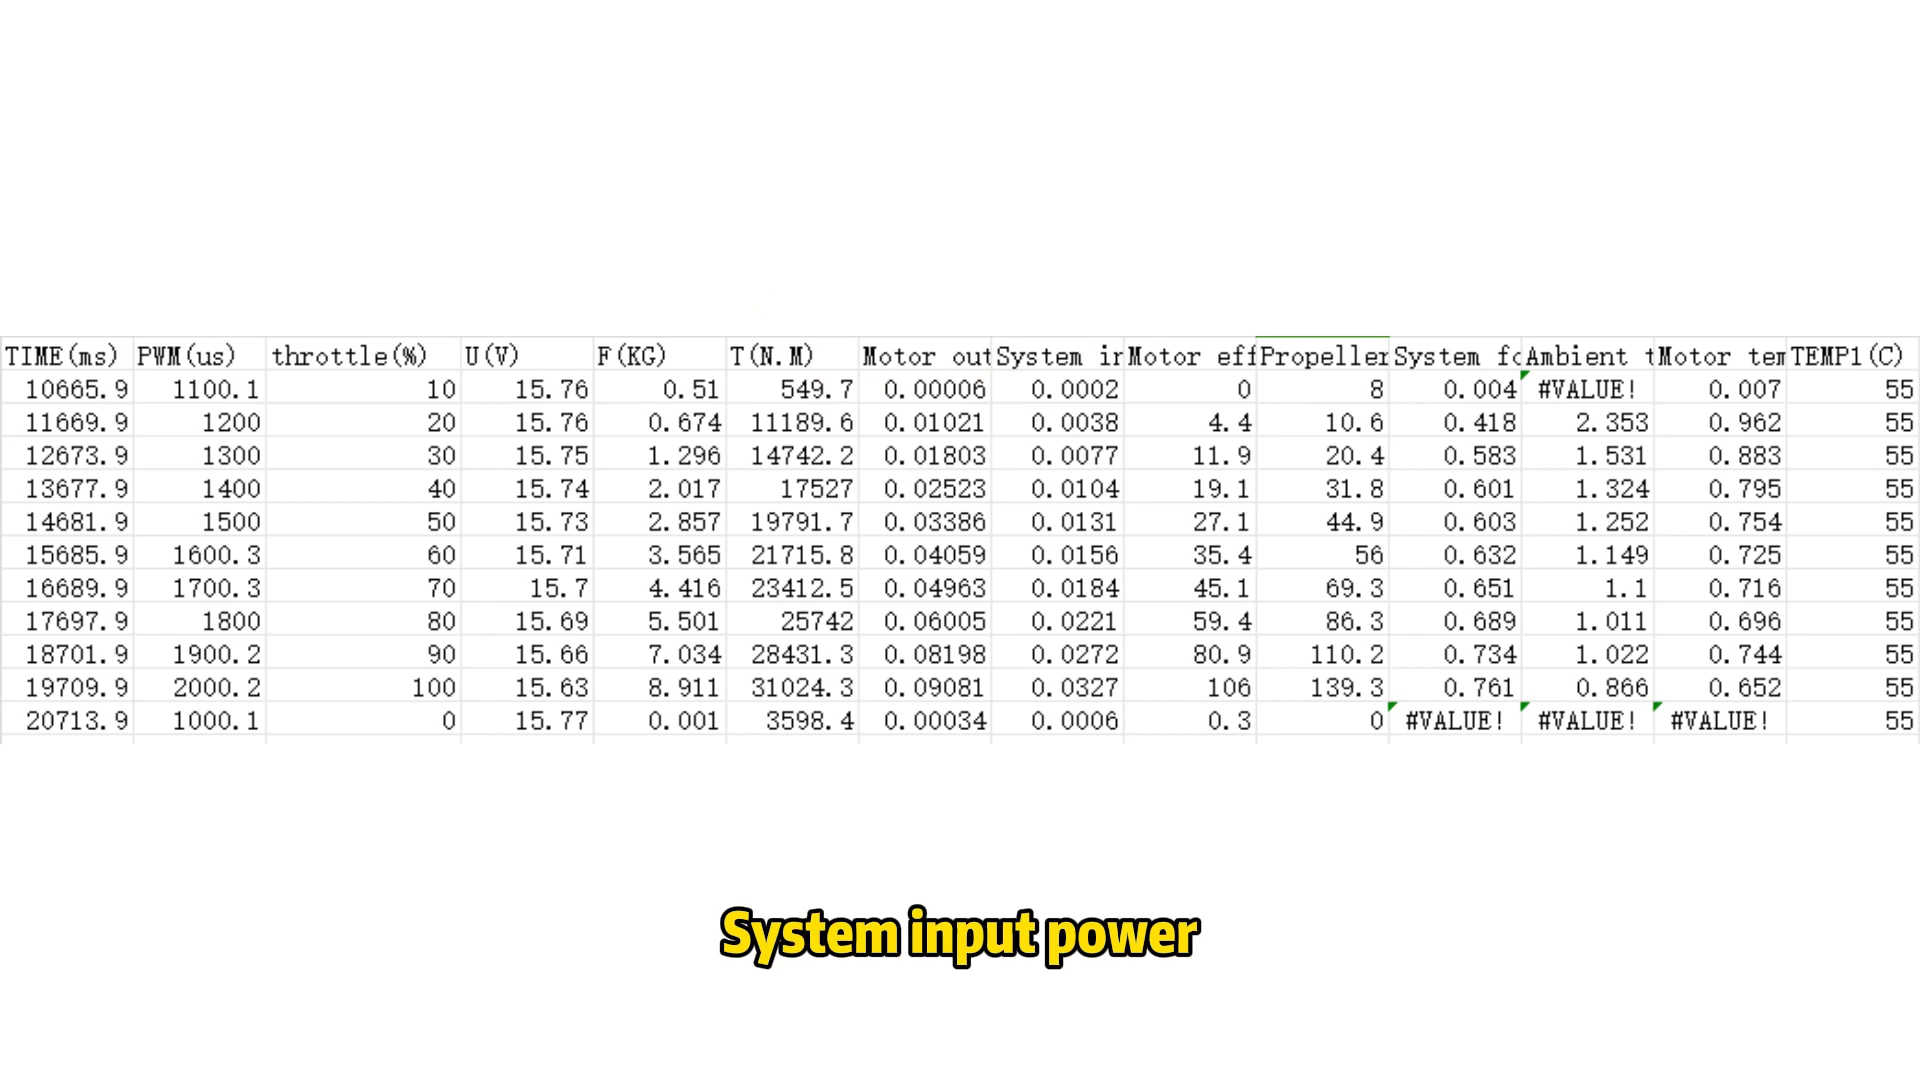 TIME(ms) PWM(us) throttle(%) U(V) F(KG) T(N.M) Motor out System in Motor eff Propeller System fo Ambient t Motor tem TEMP1(C)
10665.9 1100.1 10 15.76 0.51 549.7 0.00006 0.0002 0 8 0.004 #VALUE! 0.007 55
11669.9 1200 20 15.76 0.674 11189.6 0.01021 0.0038 4.4 10.6 0.418 2.353 0.962 55
12673.9 1300 30 15.75 1.296 14742.2 0.01803 0.0077 11.9 20.4 0.583 1.531 0.883 55
13677.9 1400 40 15.74 2.017 17527 0.02523 0.0104 19.1 31.8 0.601 1.324 0.795 55
14681.9 1500 50 15.73 2.857 19791.7 0.03386 0.0131 27.1 44.9 0.603 1.252 0.754 55
15685.9 1600.3 60 15.71 3.565 21715.8 0.04059 0.0156 35.4 56 0.632 1.149 0.725 55
16689.9 1700.3 70 15.7 4.416 23412.5 0.04963 0.0184 45.1 69.3 0.651 1.1 0.716 55
17697.9 1800 80 15.69 5.501 25742 0.06005 0.0221 59.4 86.3 0.689 1.011 0.696 55
18701.9 1900.2 90 15.66 7.034 28431.3 0.08198 0.0272 80.9 110.2 0.734 1.022 0.744 55
19709.9 2000.2 100 15.63 8.911 31024.3 0.09081 0.0327 106 139.3 0.761 0.866 0.652 55
20713.9 1000.1 0 15.77 0.001 3598.4 0.00034 0.0006 0.3 0 #VALUE! #VALUE! #VALUE! 55
System input power